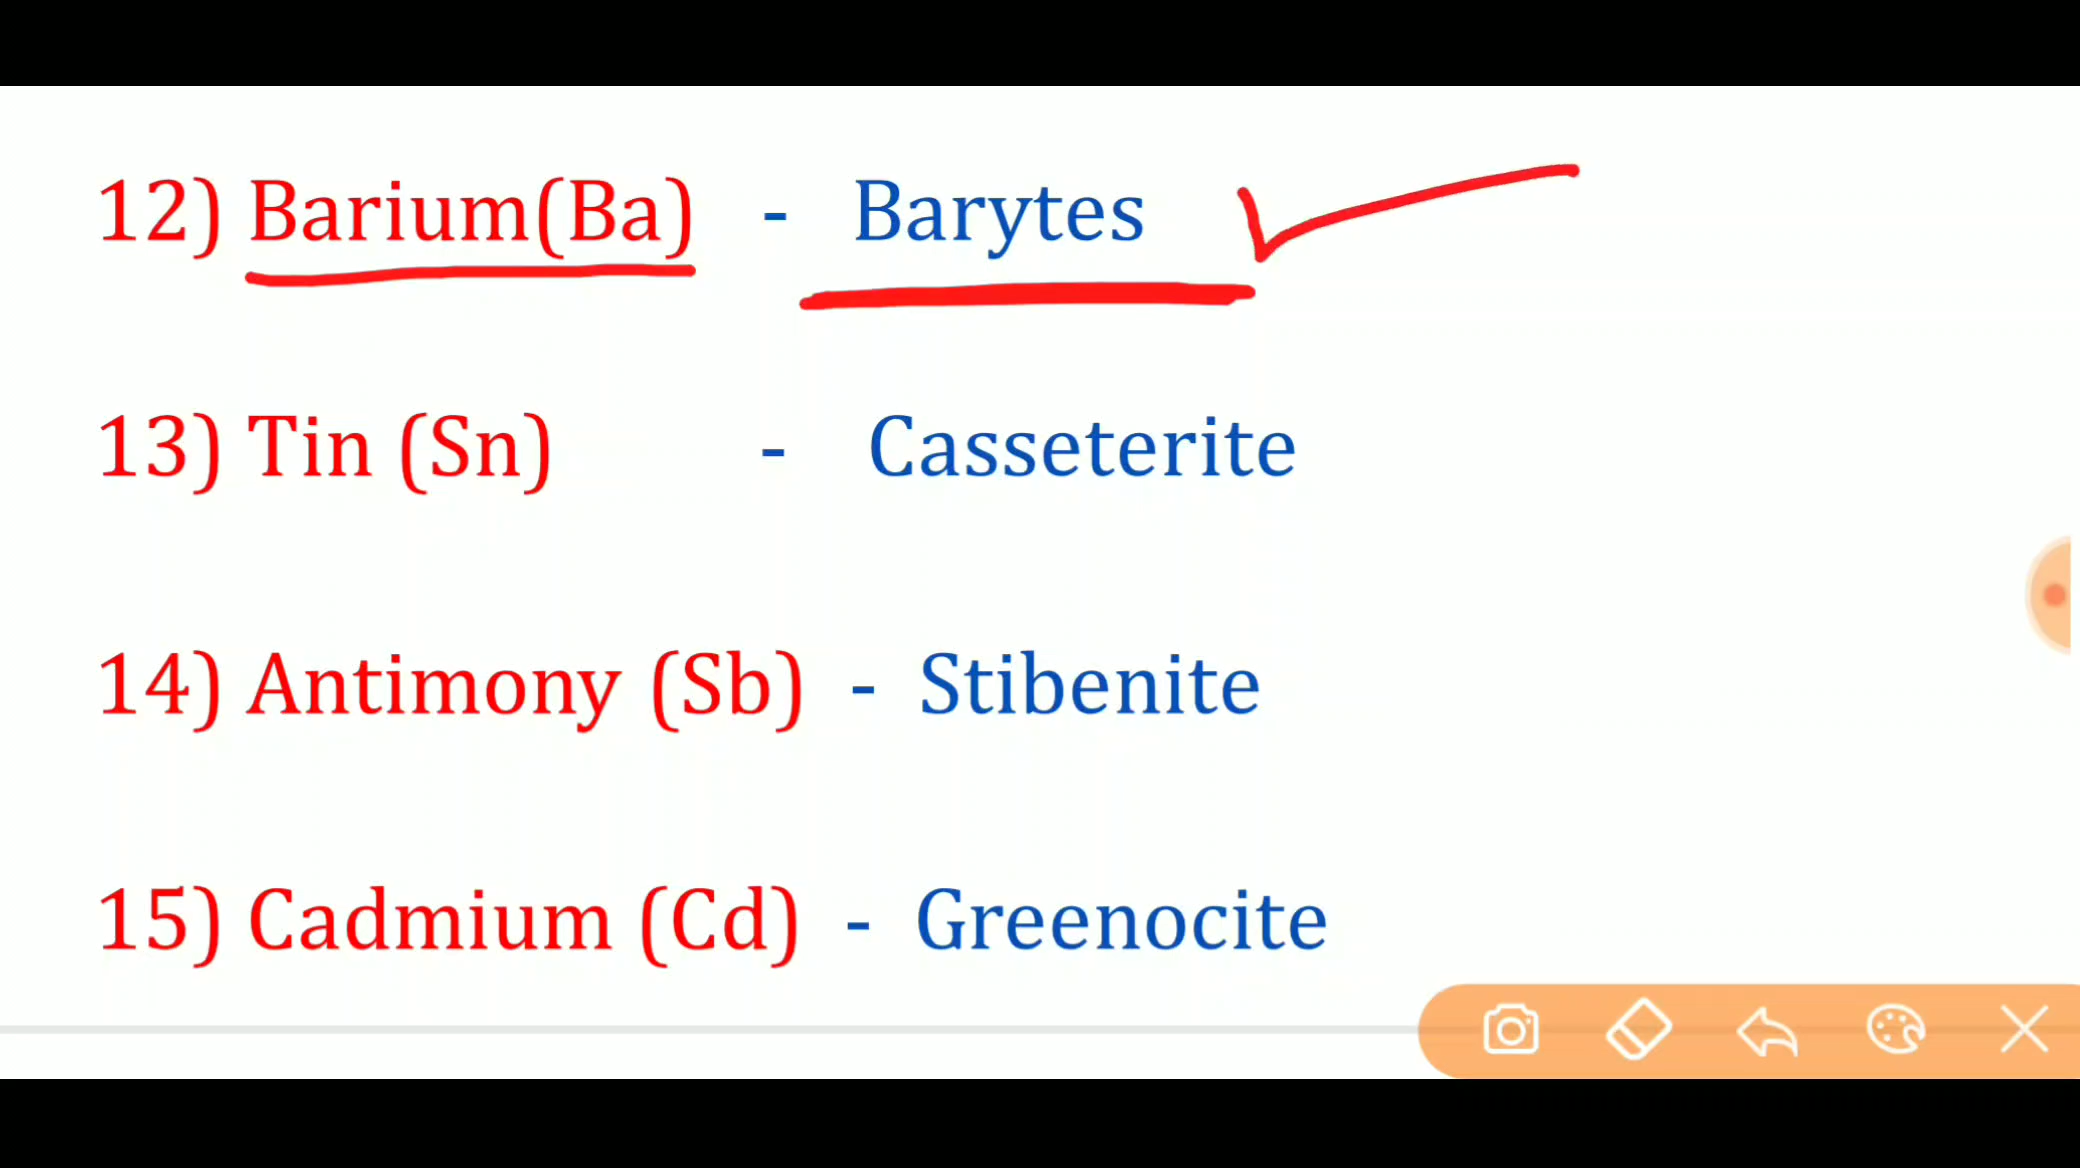 12) Barium(Ba) - Barytes
13) Tin (Sn) - Casseterite
14) Antimony (Sb) - Stibenite
15) Cadmium (Cd) - Greenocite